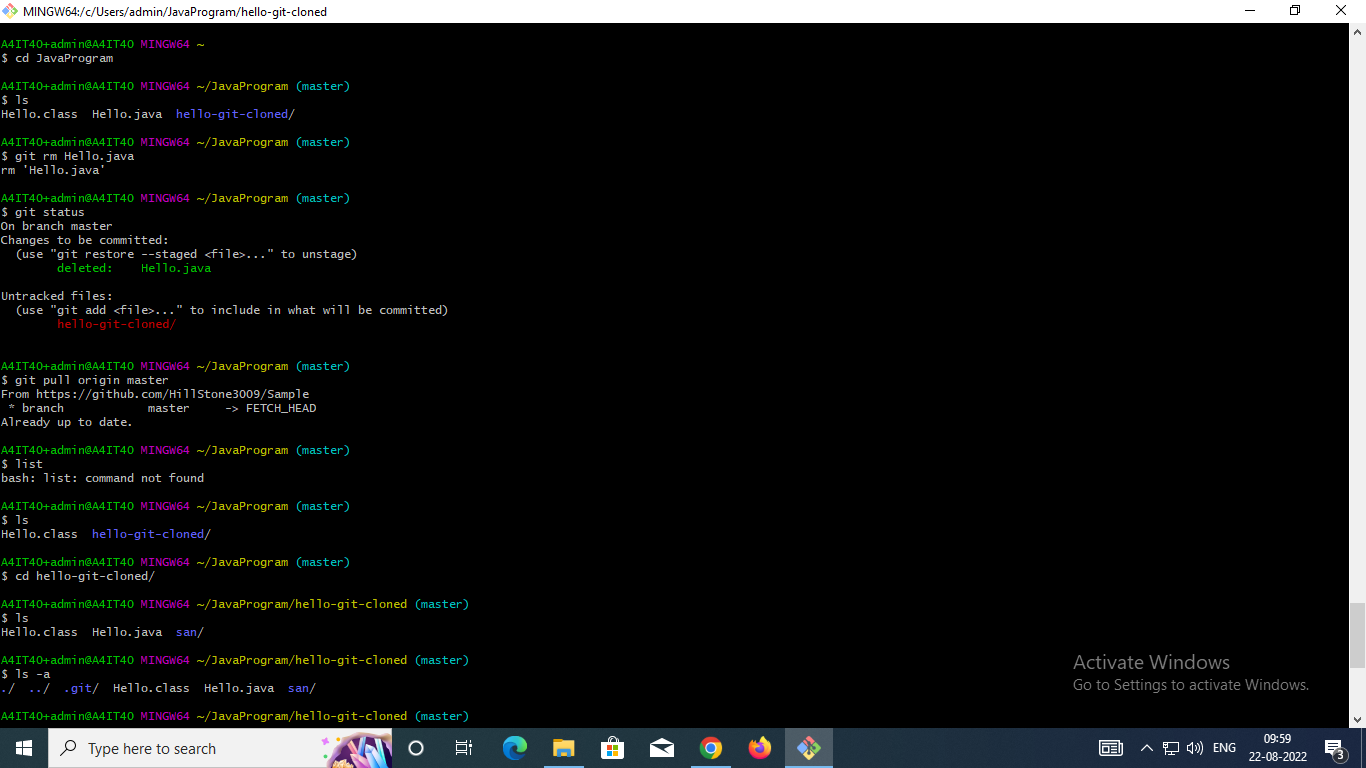 MINGW64:/c/Users/admin/JavaProgram/hello-git-cloned
A4IT40+admin@A4IT40 MINGW64 ~
$ cd JavaProgram
A4IT40+admin@A4IT40 MINGW64 ~/JavaProgram (master)
$ ls
Hello.class  Hello.java  hello-git-cloned/
A4IT40+admin@A4IT40 MINGW64 ~/JavaProgram (master)
$ git rm Hello.java
rm 'Hello.java'
A4IT40+admin@A4IT40 MINGW64 ~/JavaProgram (master)
$ git status
On branch master
Changes to be committed:
  (use "git restore --staged <file>..." to unstage)
        deleted:    Hello.java
Untracked files:
  (use "git add <file>..." to include in what will be committed)
        hello-git-cloned/
A4IT40+admin@A4IT40 MINGW64 ~/JavaProgram (master)
$ git pull origin master
From https://github.com/HillStone3009/Sample
 * branch            master     -> FETCH_HEAD
Already up to date.
A4IT40+admin@A4IT40 MINGW64 ~/JavaProgram (master)
$ list
bash: list: command not found
A4IT40+admin@A4IT40 MINGW64 ~/JavaProgram (master)
$ ls
Hello.class  hello-git-cloned/
A4IT40+admin@A4IT40 MINGW64 ~/JavaProgram (master)
$ cd hello-git-cloned/
A4IT40+admin@A4IT40 MINGW64 ~/JavaProgram/hello-git-cloned (master)
$ ls
Hello.class  Hello.java  san/
A4IT40+admin@A4IT40 MINGW64 ~/JavaProgram/hello-git-cloned (master)
$ ls -a
./  ../  .git/  Hello.class  Hello.java  san/
A4IT40+admin@A4IT40 MINGW64 ~/JavaProgram/hello-git-cloned (master)
Activate Windows
Go to Settings to activate Windows.
Type here to search
ENG
09:59
22-08-2022
3